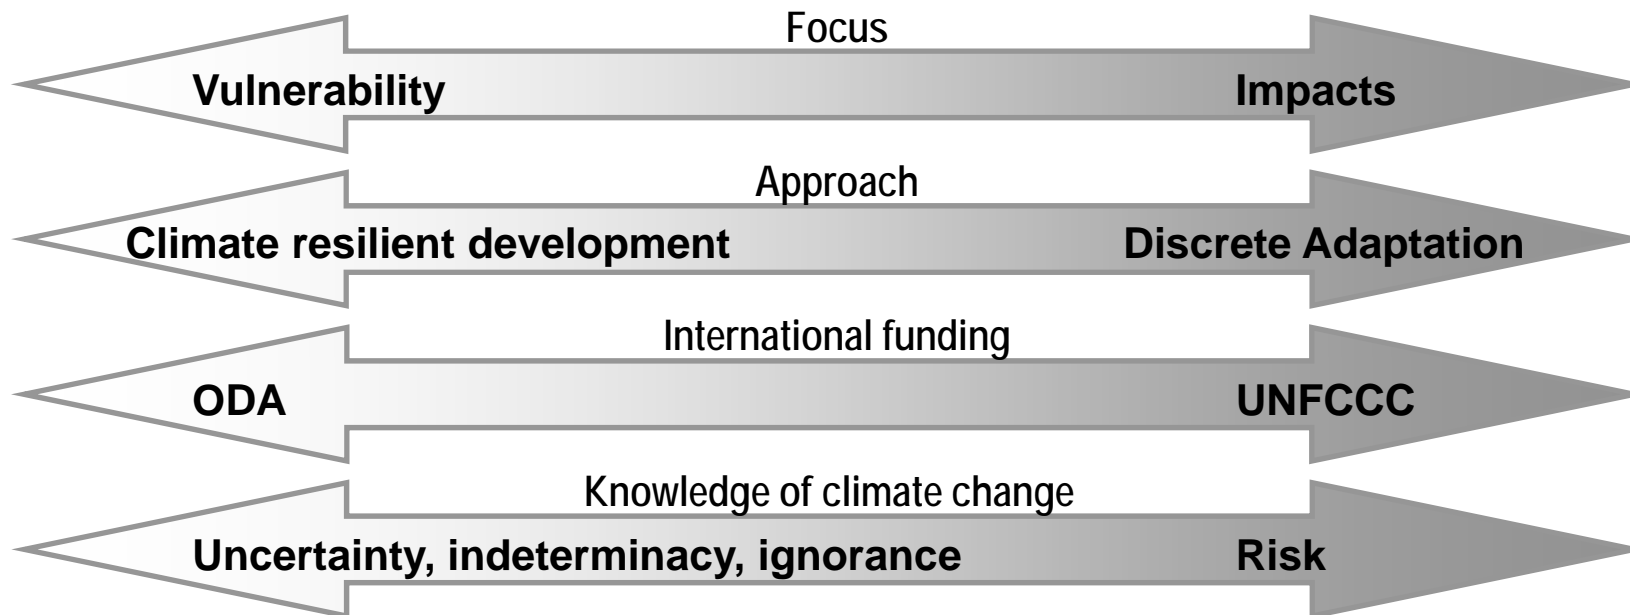 Focus
Vulnerability Impacts
Approach
Climate resilient development Discrete Adaptation
International funding
ODA UNFCCC
Knowledge of climate change
Uncertainty, indeterminacy, ignorance Risk